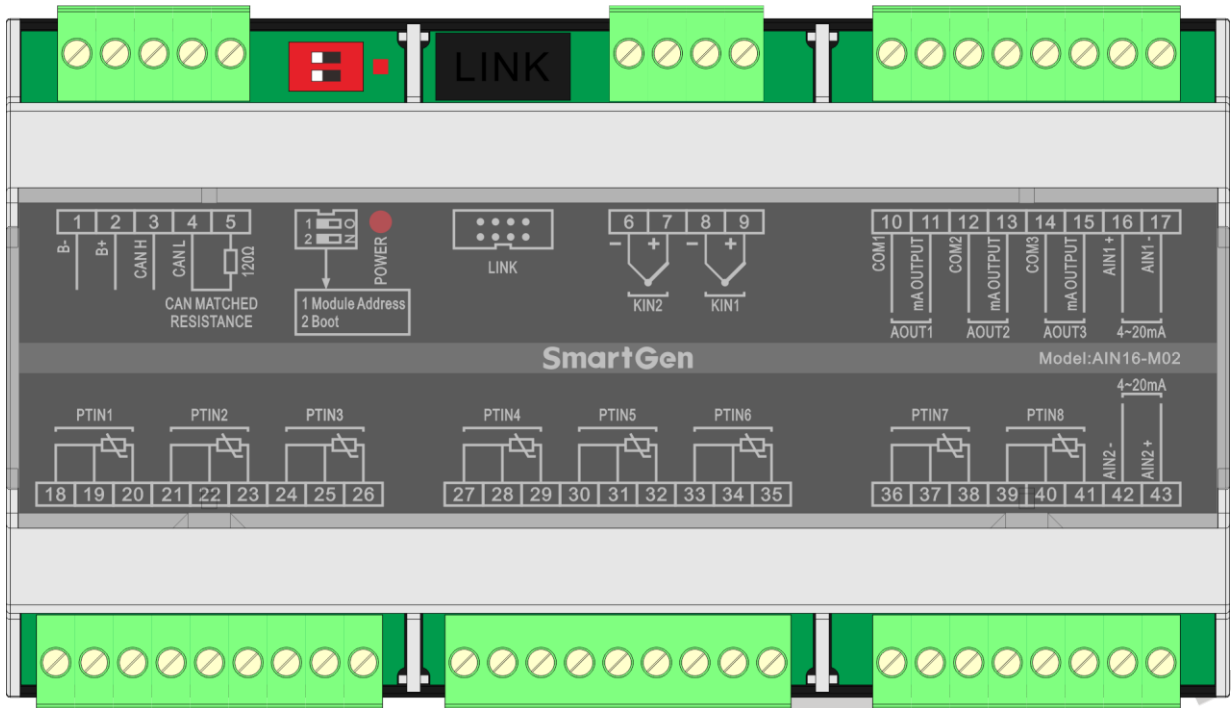 LINK
1 2 3 4 5
B-
B+
CAN H
CAN L
120Ω
CAN MATCHED
RESISTANCE
1
2
O
N
POWER
1 Module Address
2 Boot
LINK
6 7 8 9
- + - +
KIN2 KIN1
10 11 12 13 14 15 16 17
COM1
mA OUTPUT
COM2
mA OUTPUT
COM3
mA OUTPUT
AIN1 +
AIN1 -
AOUT1 AOUT2 AOUT3 4~20mA
SmartGen
Model:AIN16-M02
4~20mA
PTIN1 PTIN2 PTIN3 PTIN4 PTIN5 PTIN6 PTIN7 PTIN8
AIN2 -
AIN2 +
18 19 20 21 22 23 24 25 26 27 28 29 30 31 32 33 34 35 36 37 38 39 40 41 42 43